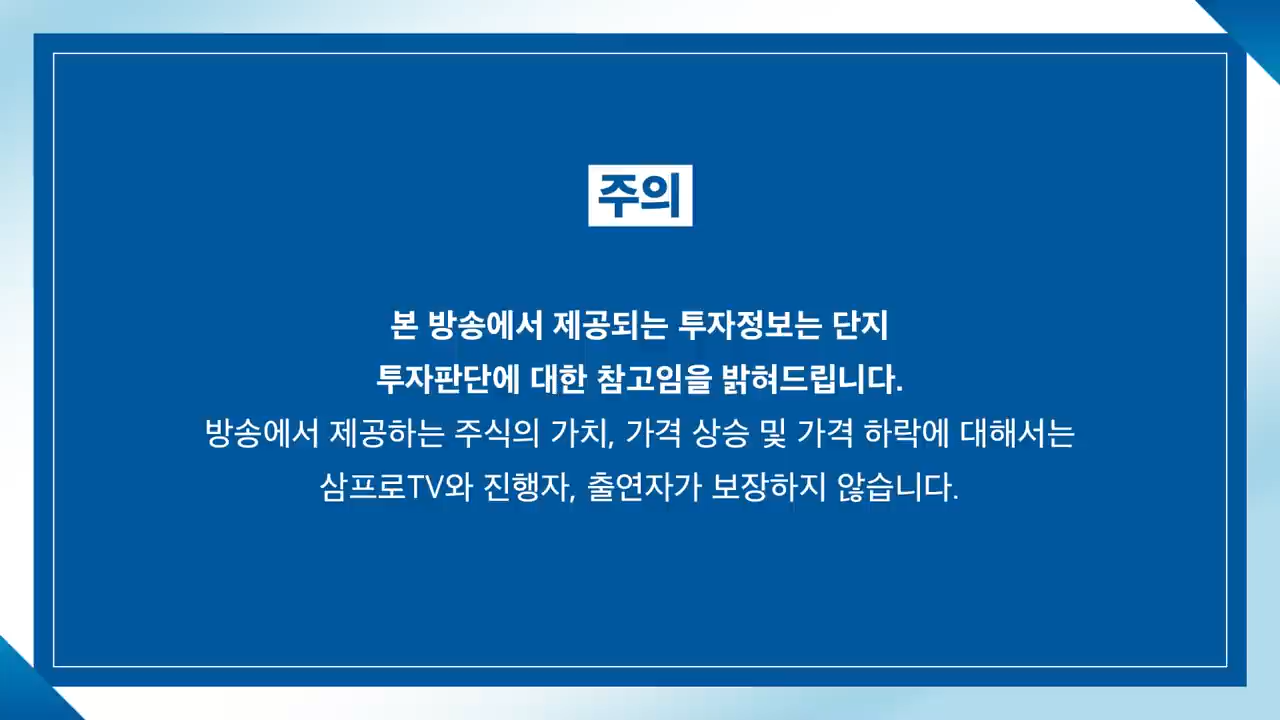 주의
본 방송에서 제공되는 투자정보는 단지
투자판단에 대한 참고임을 밝혀드립니다.
방송에서 제공하는 주식의 가치, 가격 상승 및 가격 하락에 대해서는
삼프로TV와 진행자, 출연자가 보장하지 않습니다.